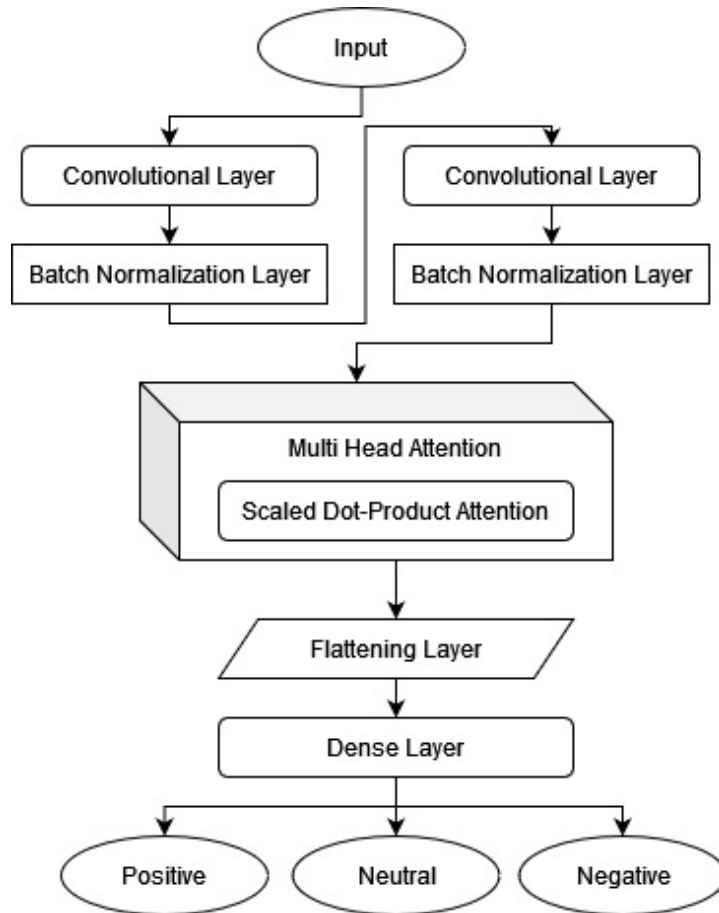 Input
Convolutional Layer
Batch Normalization Layer
Convolutional Layer
Batch Normalization Layer
Multi Head Attention
Scaled Dot-Product Attention
Flattening Layer
Dense Layer
Positive
Neutral
Negative